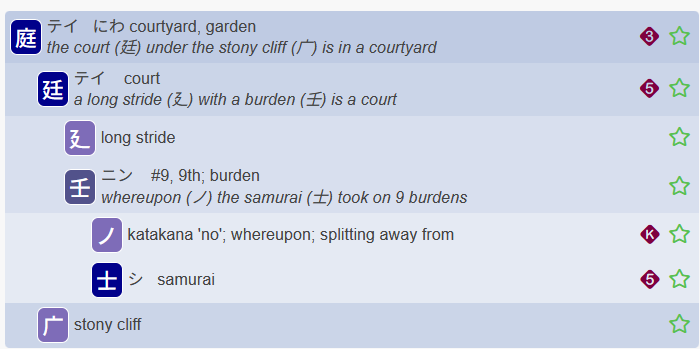 庭 テイ にわ courtyard, garden 3
the court (廷) under the stony cliff (广) is in a courtyard
廷 テイ court 5
a long stride (廴) with a burden (壬) is a court
廴 long stride
壬 ニン #9, 9th; burden
whereupon (ノ) the samurai (士) took on 9 burdens
ノ katakana 'no'; whereupon; splitting away from K
士 シ samurai 5
广 stony cliff